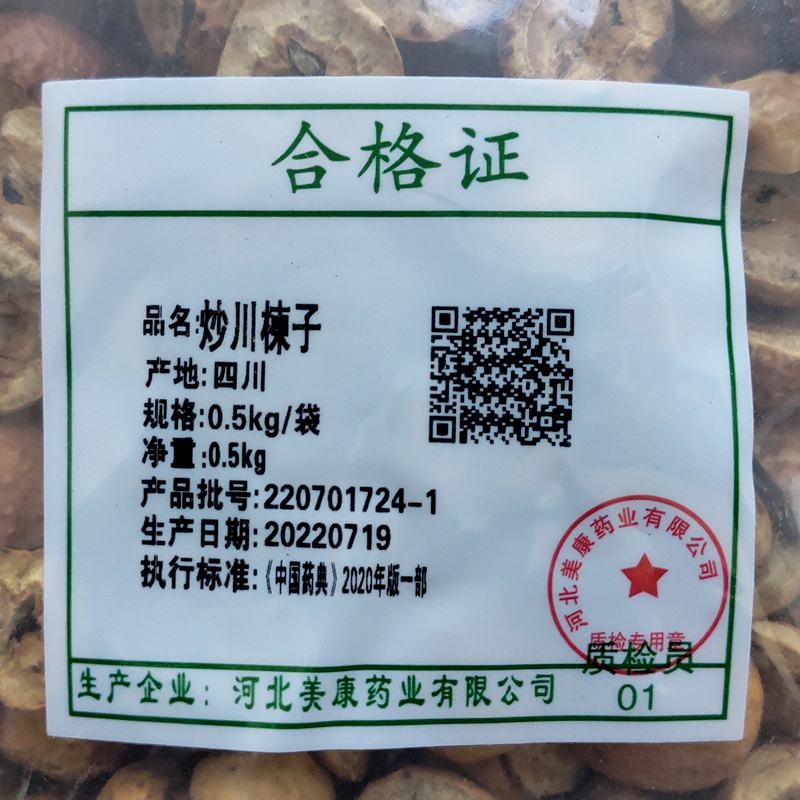 合格证
品名:炒川楝子
产地:四川
规格:0.5kg/袋
净重:0.5kg
产品批号:220701724-1
生产日期:20220719
执行标准:《中国药典》2020年版一部
河北美康药业有限公司
质检专用章
质检员
01
生产企业：河北美康药业有限公司